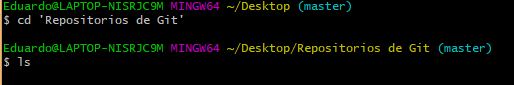 Eduardo@LAPTOP-NISRJC9M MINGW64 ~/Desktop (master)
$ cd 'Repositorios de Git'
Eduardo@LAPTOP-NISRJC9M MINGW64 ~/Desktop/Repositorios de Git (master)
$ ls